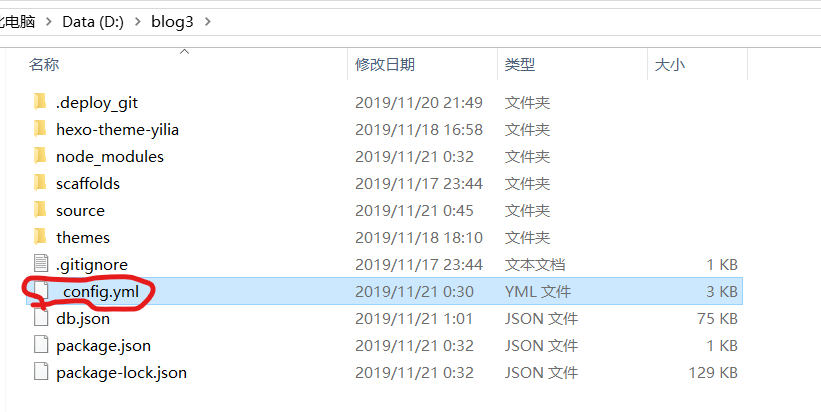 此电脑 > Data (D:) > blog3 >
名称 修改日期 类型 大小
.deploy_git 2019/11/20 21:49 文件夹
hexo-theme-yilia 2019/11/18 16:58 文件夹
node_modules 2019/11/21 0:32 文件夹
scaffolds 2019/11/17 23:44 文件夹
source 2019/11/21 0:45 文件夹
themes 2019/11/18 18:10 文件夹
.gitignore 2019/11/17 23:44 文本文档 1 KB
_config.yml 2019/11/21 0:30 YML 文件 3 KB
db.json 2019/11/21 1:01 JSON 文件 75 KB
package.json 2019/11/21 0:32 JSON 文件 1 KB
package-lock.json 2019/11/21 0:32 JSON 文件 129 KB